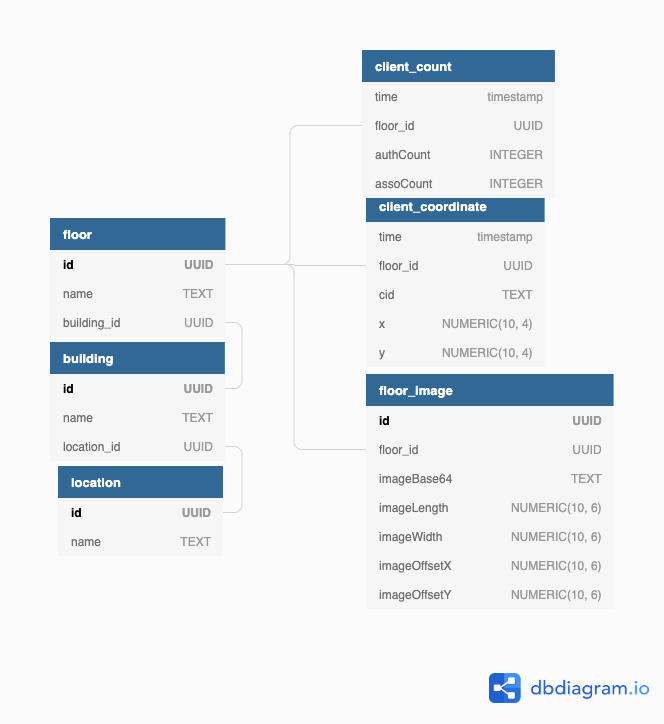 client_count
time timestamp
floor_id UUID
authCount INTEGER
assoCount INTEGER
client_coordinate
time timestamp
floor_id UUID
cid TEXT
x NUMERIC(10, 4)
y NUMERIC(10, 4)
floor
id UUID
name TEXT
building_id UUID
building
id UUID
name TEXT
location_id UUID
location
id UUID
name TEXT
floor_image
id UUID
floor_id UUID
imageBase64 TEXT
imageLength NUMERIC(10, 6)
imageWidth NUMERIC(10, 6)
imageOffsetX NUMERIC(10, 6)
imageOffsetY NUMERIC(10, 6)
dbdiagram.io